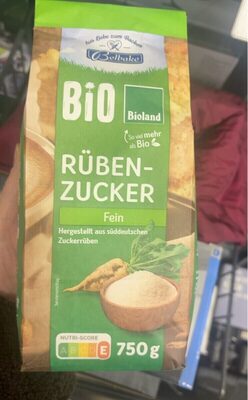 Aus Liebe zum Backen
Belbake
BiO
Bioland
So viel mehr
als Bio
RÜBEN-
ZUCKER
Fein
Hergestellt aus süddeutschen
Zuckerrüben
NUTRI-SCORE
A B C D E
750 g